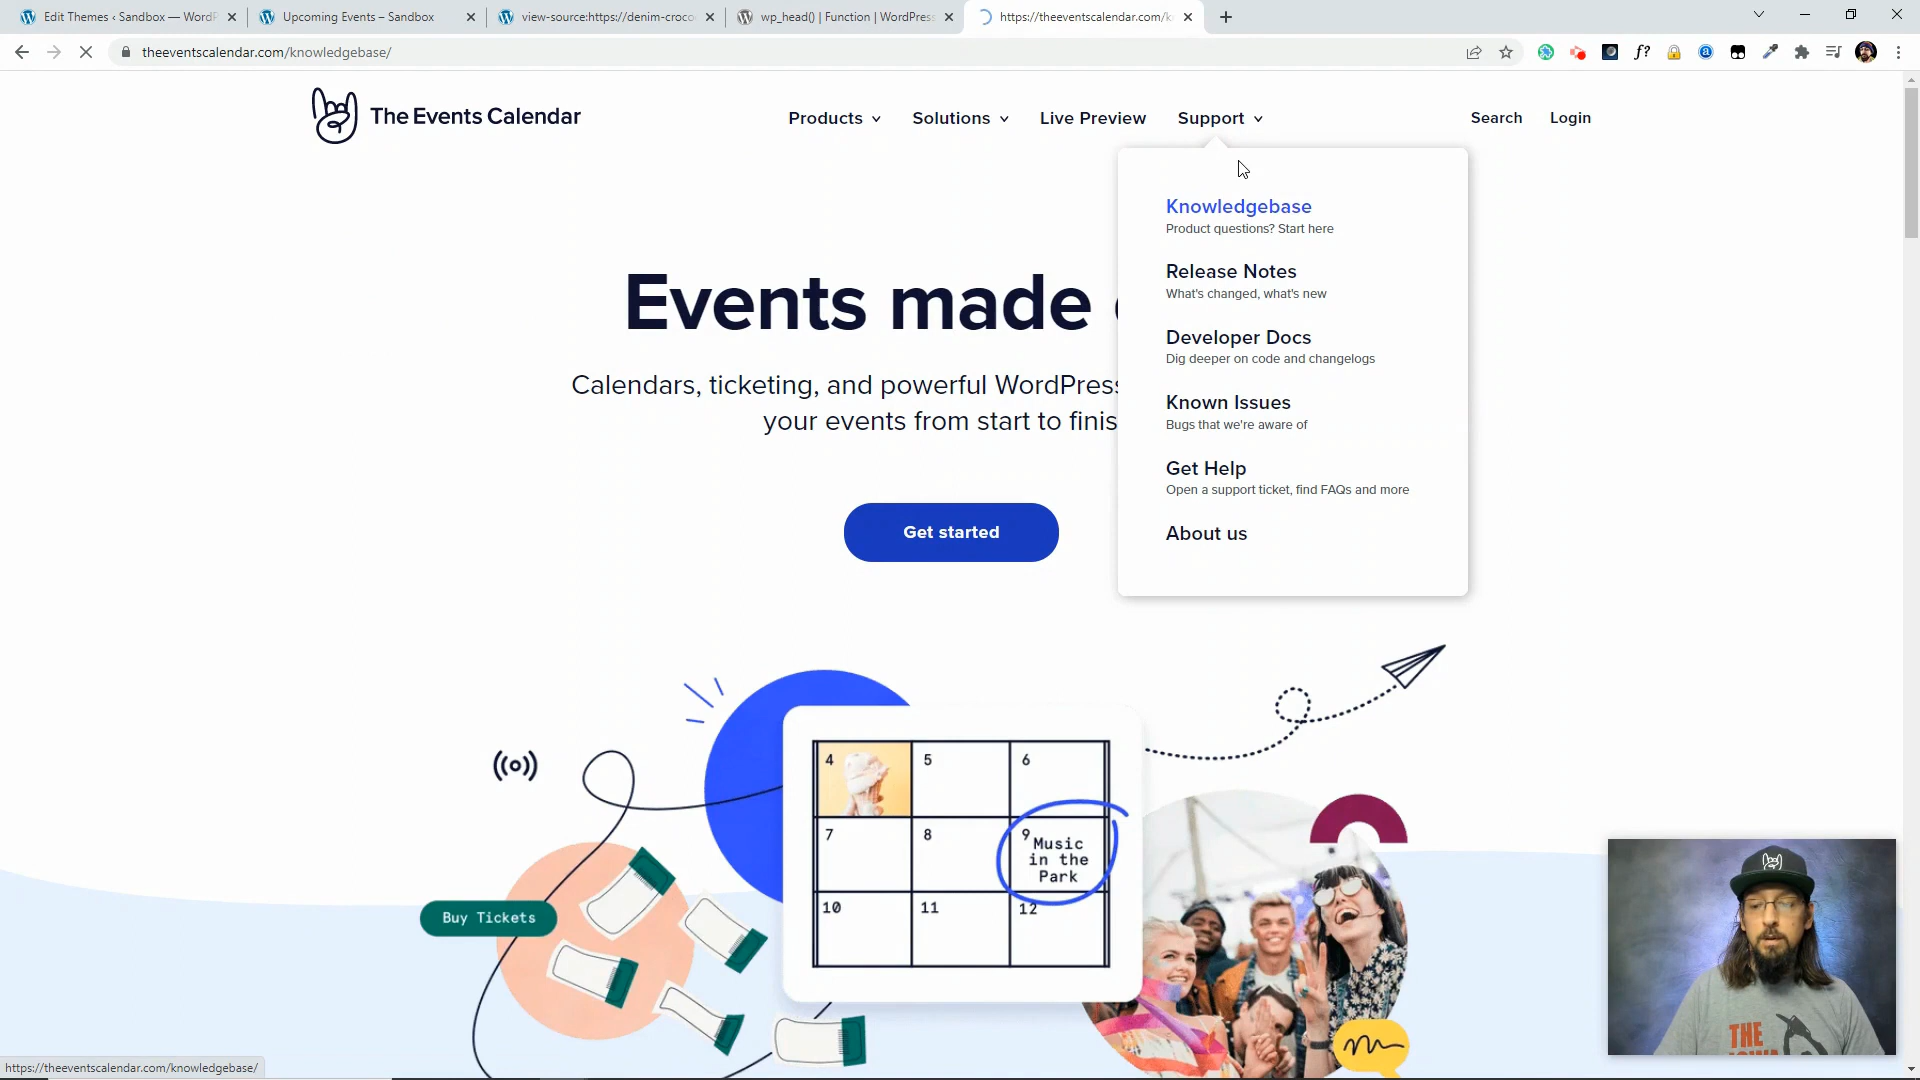 Edit Themes ‹ Sandbox — WordP
Upcoming Events – Sandbox
view-source:https://denim-croco
wp_head() | Function | WordPress
https://theeventscalendar.com/k
theeventscalendar.com/knowledgebase/
f?
The Events Calendar
Products
Solutions
Live Preview
Support
Search
Login
Knowledgebase
Product questions? Start here
Release Notes
What's changed, what's new
Developer Docs
Dig deeper on code and changelogs
Known Issues
Bugs that we're aware of
Get Help
Open a support ticket, find FAQs and more
About us
Events made
Calendars, ticketing, and powerful WordPress
your events from start to finis
Get started
4
5
6
7
8
9
Music
in the
Park
10
11
12
Buy Tickets
THE
https://theeventscalendar.com/knowledgebase/